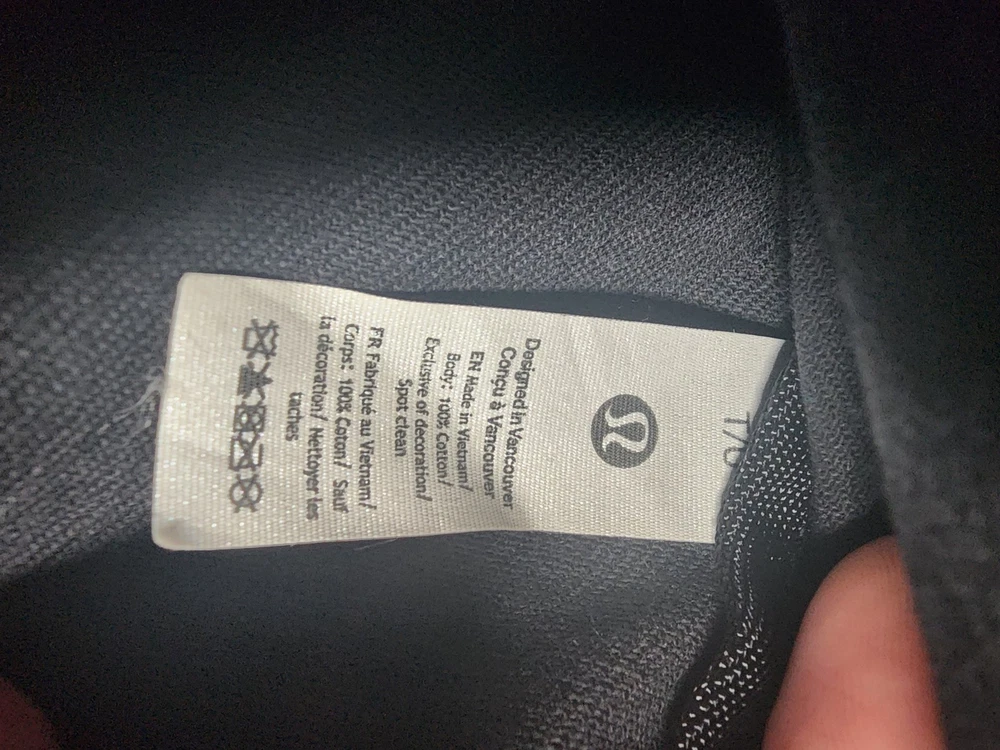 Designed in Vancouver
Conçu à Vancouver
EN Made in Vietnam/
Body: 100% Cotton/
Exclusive of decoration/
Spot clean
FR Fabriqué au Vietnam/
Corps: 100% Coton/ Sauf
la décoration/ Nettoyer les
taches